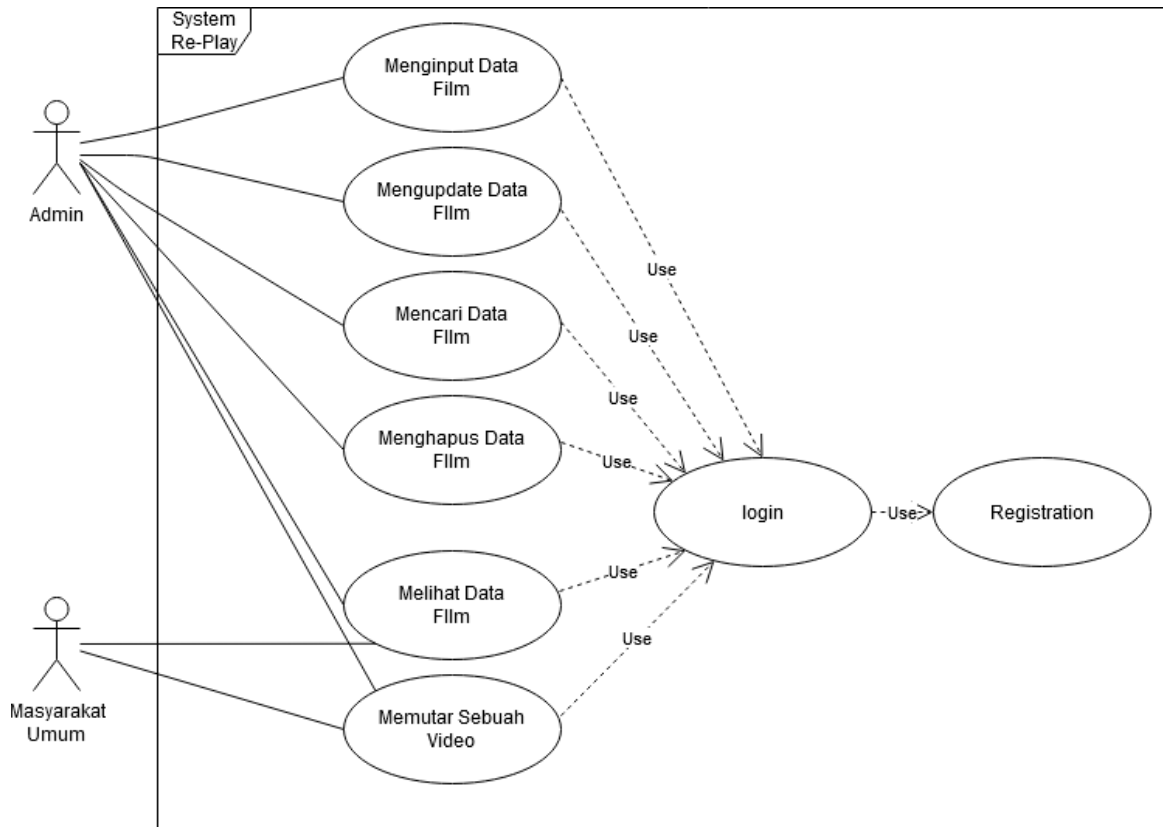 System
Re-Play
Menginput Data
Film
Admin
Mengupdate Data
FIlm
Use
Use
Mencari Data
FIlm
Use
Menghapus Data
FIlm
Use
login
Use
Registration
Melihat Data
FIlm
Use
Use
Masyarakat
Umum
Memutar Sebuah
Video